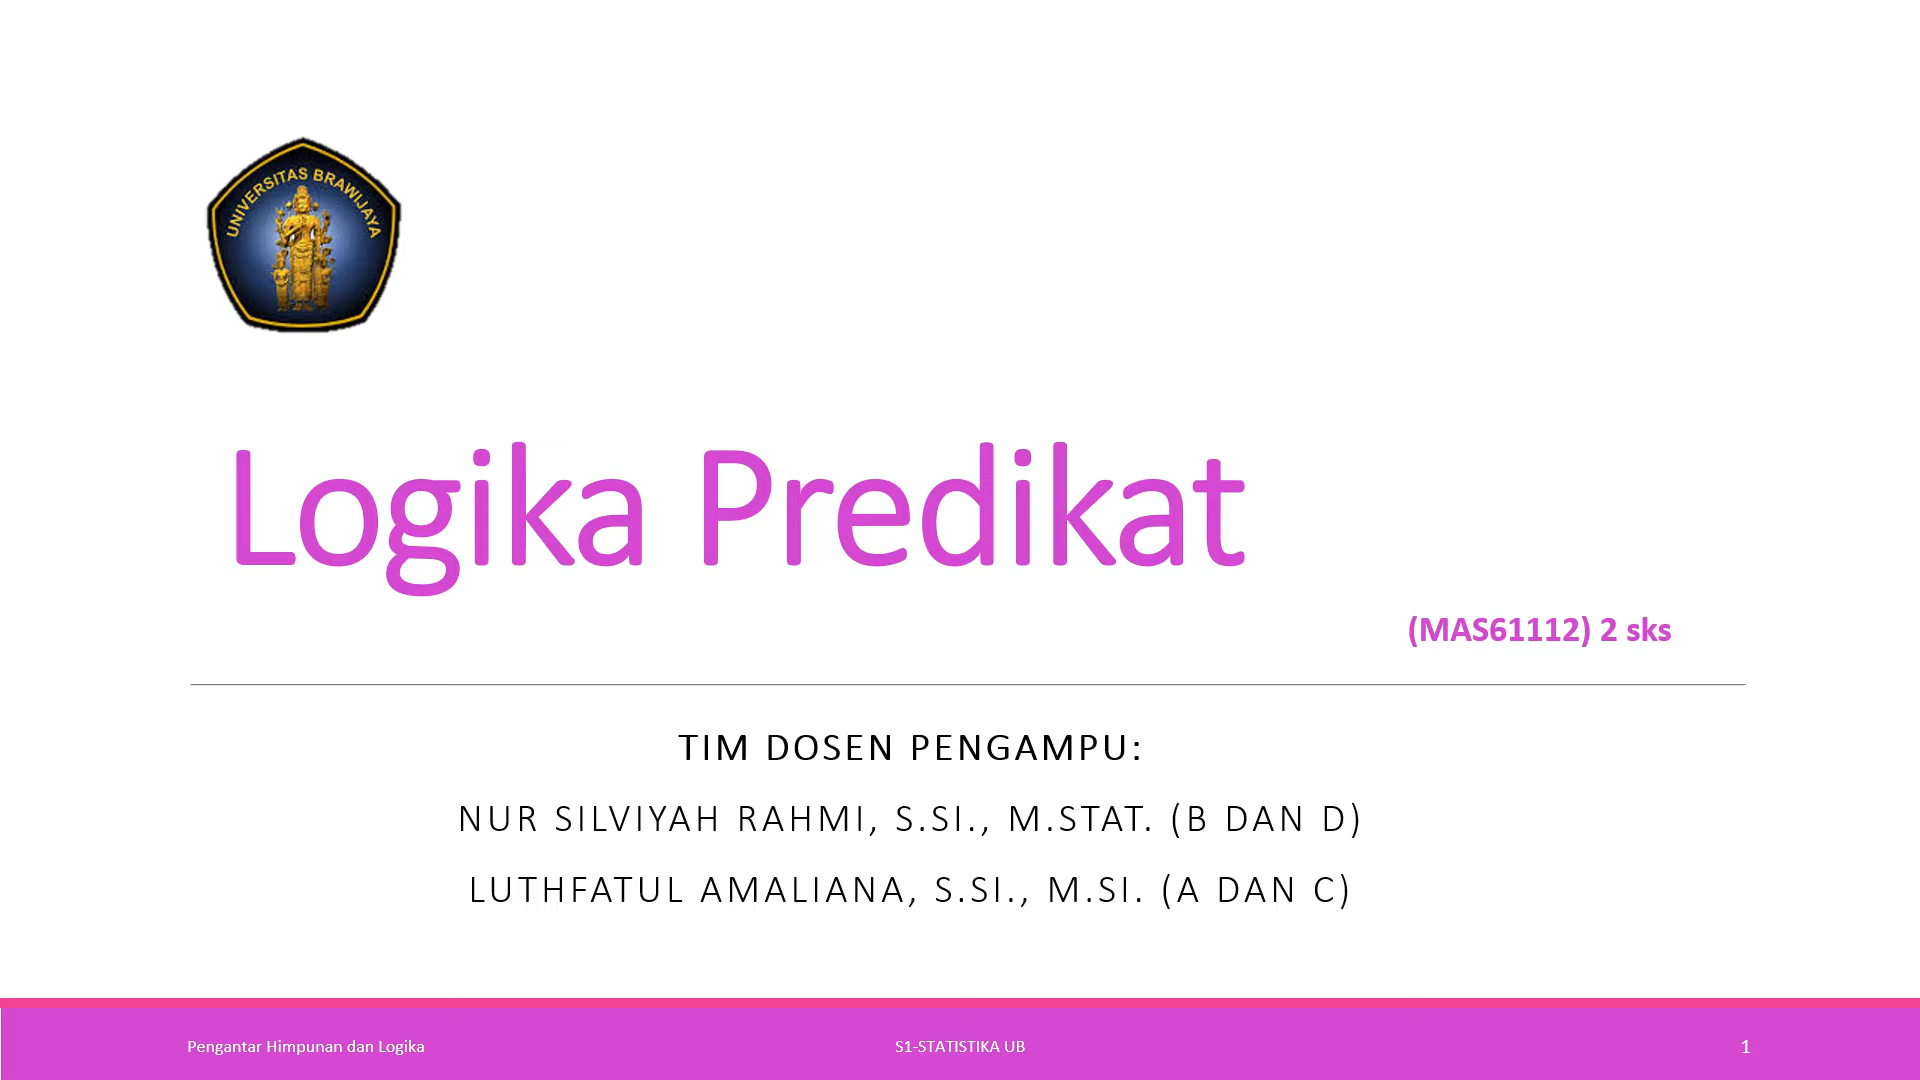 UNIVERSITAS BRAWIJAYA
Logika Predikat
(MAS61112) 2 sks
TIM DOSEN PENGAMPU:
NUR SILVIYAH RAHMI, S.SI., M.STAT. (B DAN D)
LUTHFATUL AMALIANA, S.SI., M.SI. (A DAN C)
Pengantar Himpunan dan Logika
S1-STATISTIKA UB
1